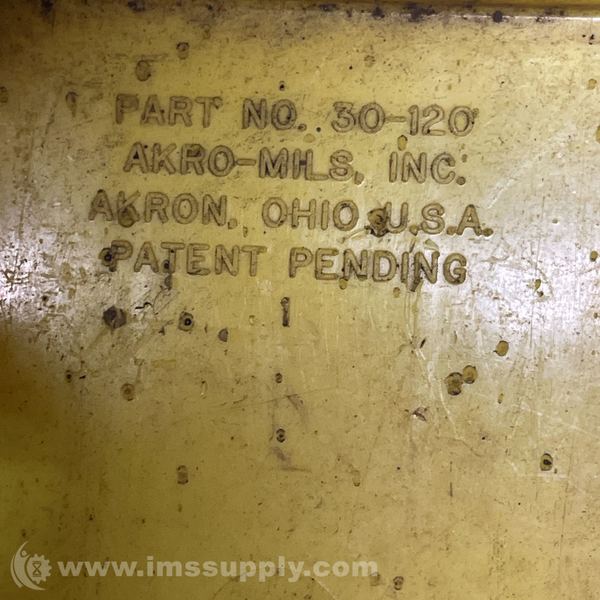 PART NO. 30-120
AKRO-MILS, INC.
AKRON, OHIO U.S.A.
PATENT PENDING
1
www.imssupply.com